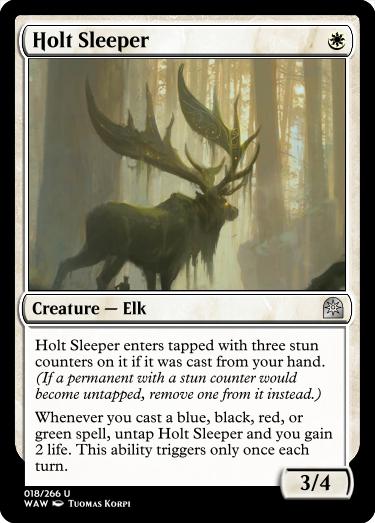 Holt Sleeper
Creature — Elk
Holt Sleeper enters tapped with three stun
counters on it if it was cast from your hand.
(If a permanent with a stun counter would
become untapped, remove one from it instead.)
Whenever you cast a blue, black, red, or
green spell, untap Holt Sleeper and you gain
2 life. This ability triggers only once each
turn.
3/4
018/266 U
WAW Tuomas Korpi